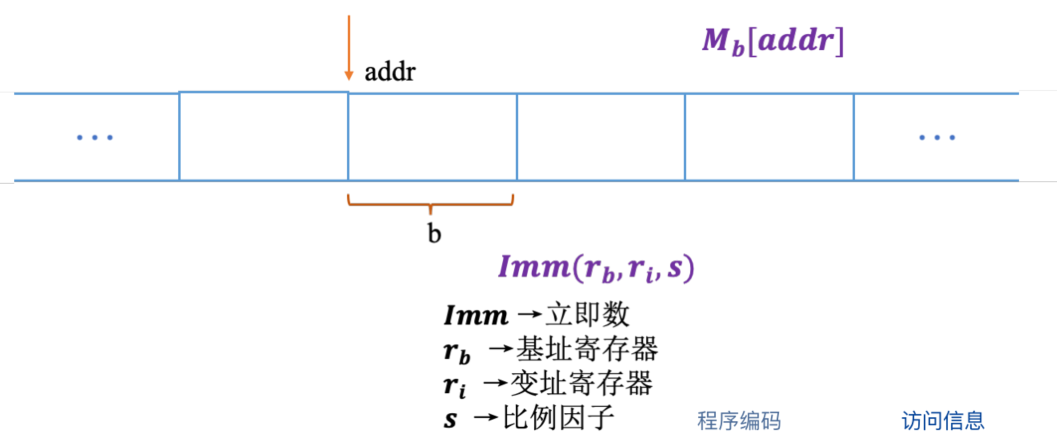 M_b[addr]
addr
... ...
b
Imm(r_b,r_i,s)
Imm →立即数
r_b →基址寄存器
r_i →变址寄存器
s →比例因子
程序编码 访问信息